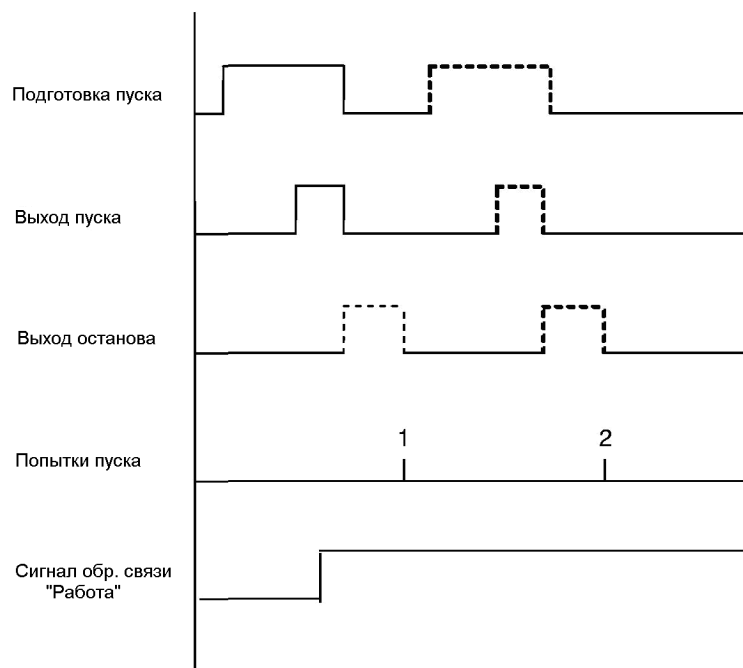 Подготовка пуска
Выход пуска
Выход останова
1
2
Попытки пуска
Сигнал обр. связи
"Работа"